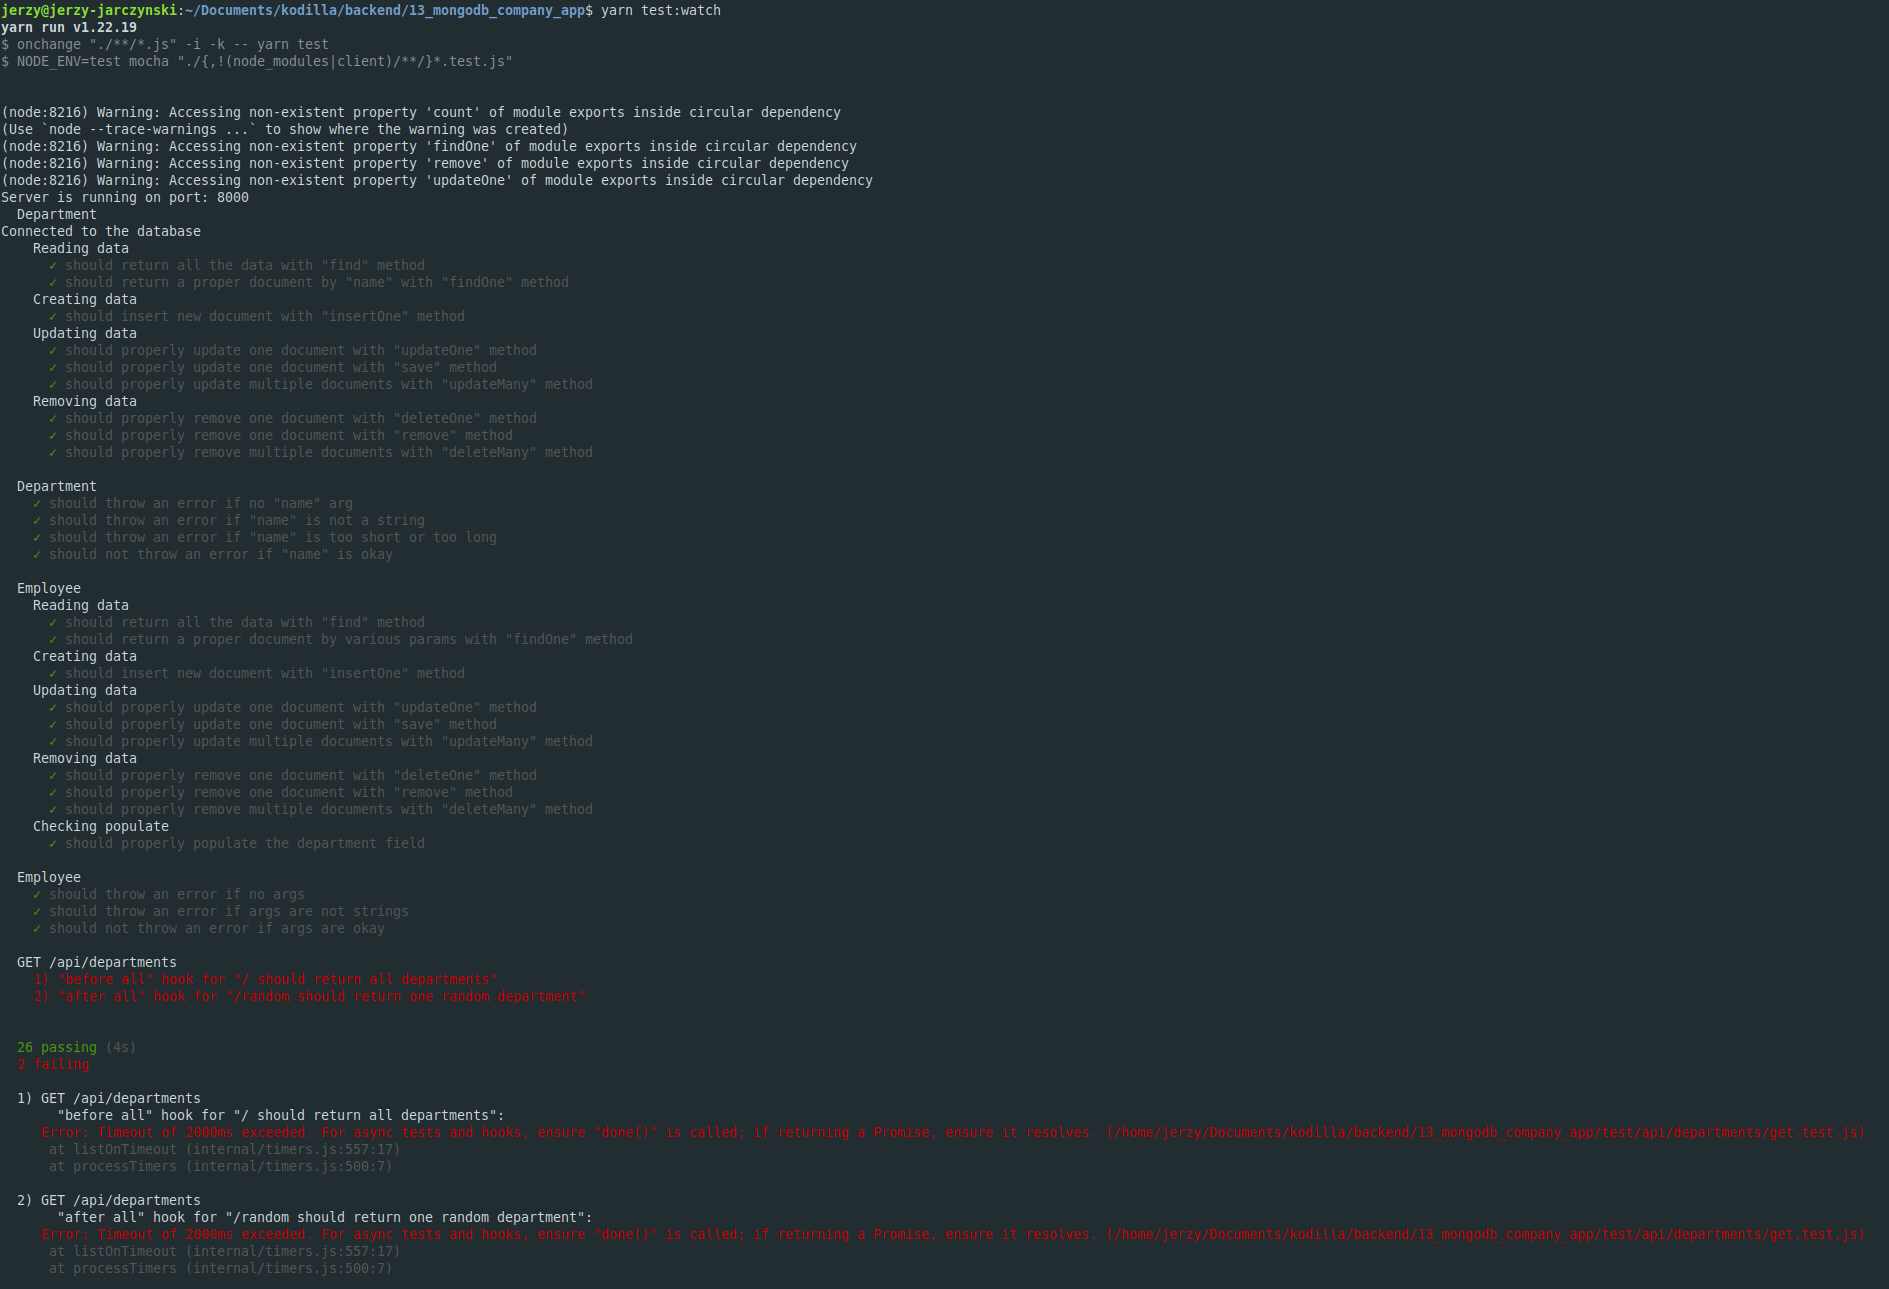 jerzy@jerzy-jarczynski:~/Documents/kodilla/backend/13_mongodb_company_app$ yarn test:watch
yarn run v1.22.19
$ onchange "./**/*.js" -i -k -- yarn test
$ NODE_ENV=test mocha "./{,!(node_modules|client)/**/}*.test.js"
(node:8216) Warning: Accessing non-existent property 'count' of module exports inside circular dependency
(Use `node --trace-warnings ...` to show where the warning was created)
(node:8216) Warning: Accessing non-existent property 'findOne' of module exports inside circular dependency
(node:8216) Warning: Accessing non-existent property 'remove' of module exports inside circular dependency
(node:8216) Warning: Accessing non-existent property 'updateOne' of module exports inside circular dependency
Server is running on port: 8000
  Department
Connected to the database
    Reading data
      ✓ should return all the data with "find" method
      ✓ should return a proper document by "name" with "findOne" method
    Creating data
      ✓ should insert new document with "insertOne" method
    Updating data
      ✓ should properly update one document with "updateOne" method
      ✓ should properly update one document with "save" method
      ✓ should properly update multiple documents with "updateMany" method
    Removing data
      ✓ should properly remove one document with "deleteOne" method
      ✓ should properly remove one document with "remove" method
      ✓ should properly remove multiple documents with "deleteMany" method
  Department
    ✓ should throw an error if no "name" arg
    ✓ should throw an error if "name" is not a string
    ✓ should throw an error if "name" is too short or too long
    ✓ should not throw an error if "name" is okay
  Employee
    Reading data
      ✓ should return all the data with "find" method
      ✓ should return a proper document by various params with "findOne" method
    Creating data
      ✓ should insert new document with "insertOne" method
    Updating data
      ✓ should properly update one document with "updateOne" method
      ✓ should properly update one document with "save" method
      ✓ should properly update multiple documents with "updateMany" method
    Removing data
      ✓ should properly remove one document with "deleteOne" method
      ✓ should properly remove one document with "remove" method
      ✓ should properly remove multiple documents with "deleteMany" method
    Checking populate
      ✓ should properly populate the department field
  Employee
    ✓ should throw an error if no args
    ✓ should throw an error if args are not strings
    ✓ should not throw an error if args are okay
  GET /api/departments
    1) "before all" hook for "/ should return all departments"
    2) "after all" hook for "/random should return one random department"
  26 passing (4s)
  2 failing
  1) GET /api/departments
       "before all" hook for "/ should return all departments":
     Error: Timeout of 2000ms exceeded. For async tests and hooks, ensure "done()" is called; if returning a Promise, ensure it resolves. (/home/jerzy/Documents/kodilla/backend/13_mongodb_company_app/test/api/departments/get.test.js)
      at listOnTimeout (internal/timers.js:557:17)
      at processTimers (internal/timers.js:500:7)
  2) GET /api/departments
       "after all" hook for "/random should return one random department":
     Error: Timeout of 2000ms exceeded. For async tests and hooks, ensure "done()" is called; if returning a Promise, ensure it resolves. (/home/jerzy/Documents/kodilla/backend/13_mongodb_company_app/test/api/departments/get.test.js)
      at listOnTimeout (internal/timers.js:557:17)
      at processTimers (internal/timers.js:500:7)